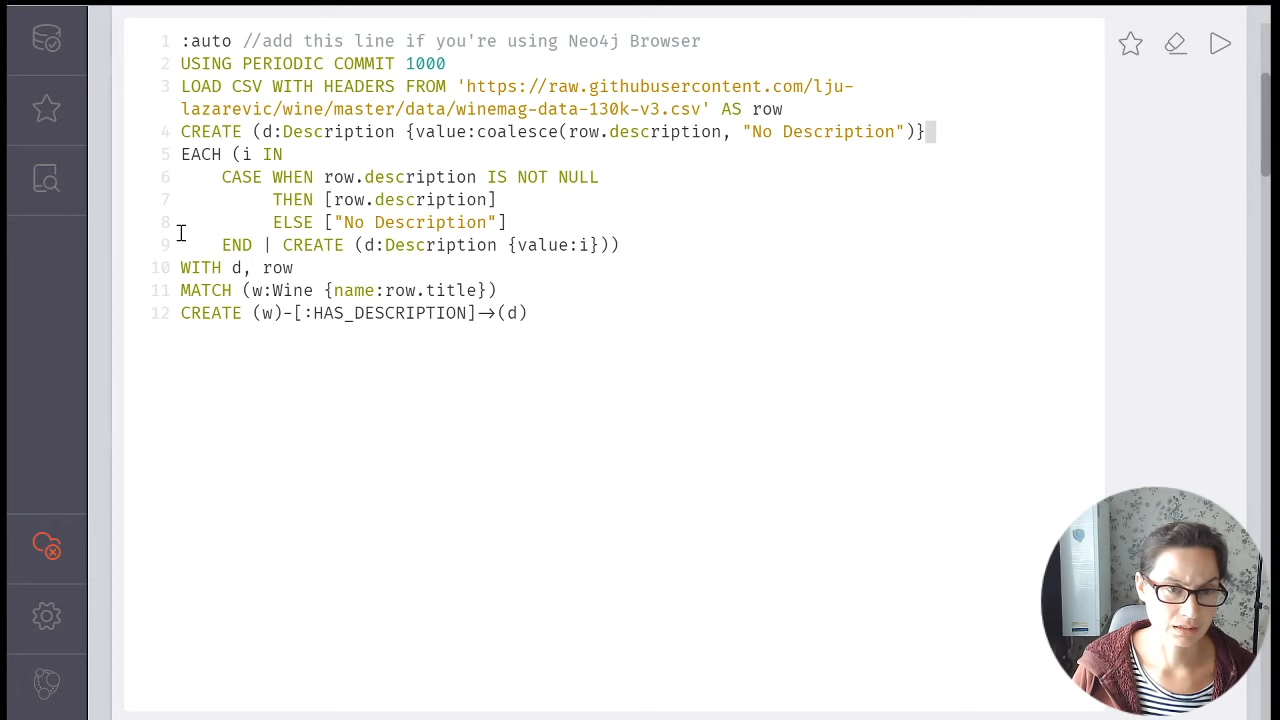 1 :auto //add this line if you're using Neo4j Browser
2 USING PERIODIC COMMIT 1000
3 LOAD CSV WITH HEADERS FROM 'https://raw.githubusercontent.com/lju-
lazarevic/wine/master/data/winemag-data-130k-v3.csv' AS row
4 CREATE (d:Description {value:coalesce(row.description, "No Description")}
5 EACH (i IN
6 CASE WHEN row.description IS NOT NULL
7 THEN [row.description]
8 ELSE ["No Description"]
9 END | CREATE (d:Description {value:i}))
10 WITH d, row
11 MATCH (w:Wine {name:row.title})
12 CREATE (w)-[:HAS_DESCRIPTION]->(d)